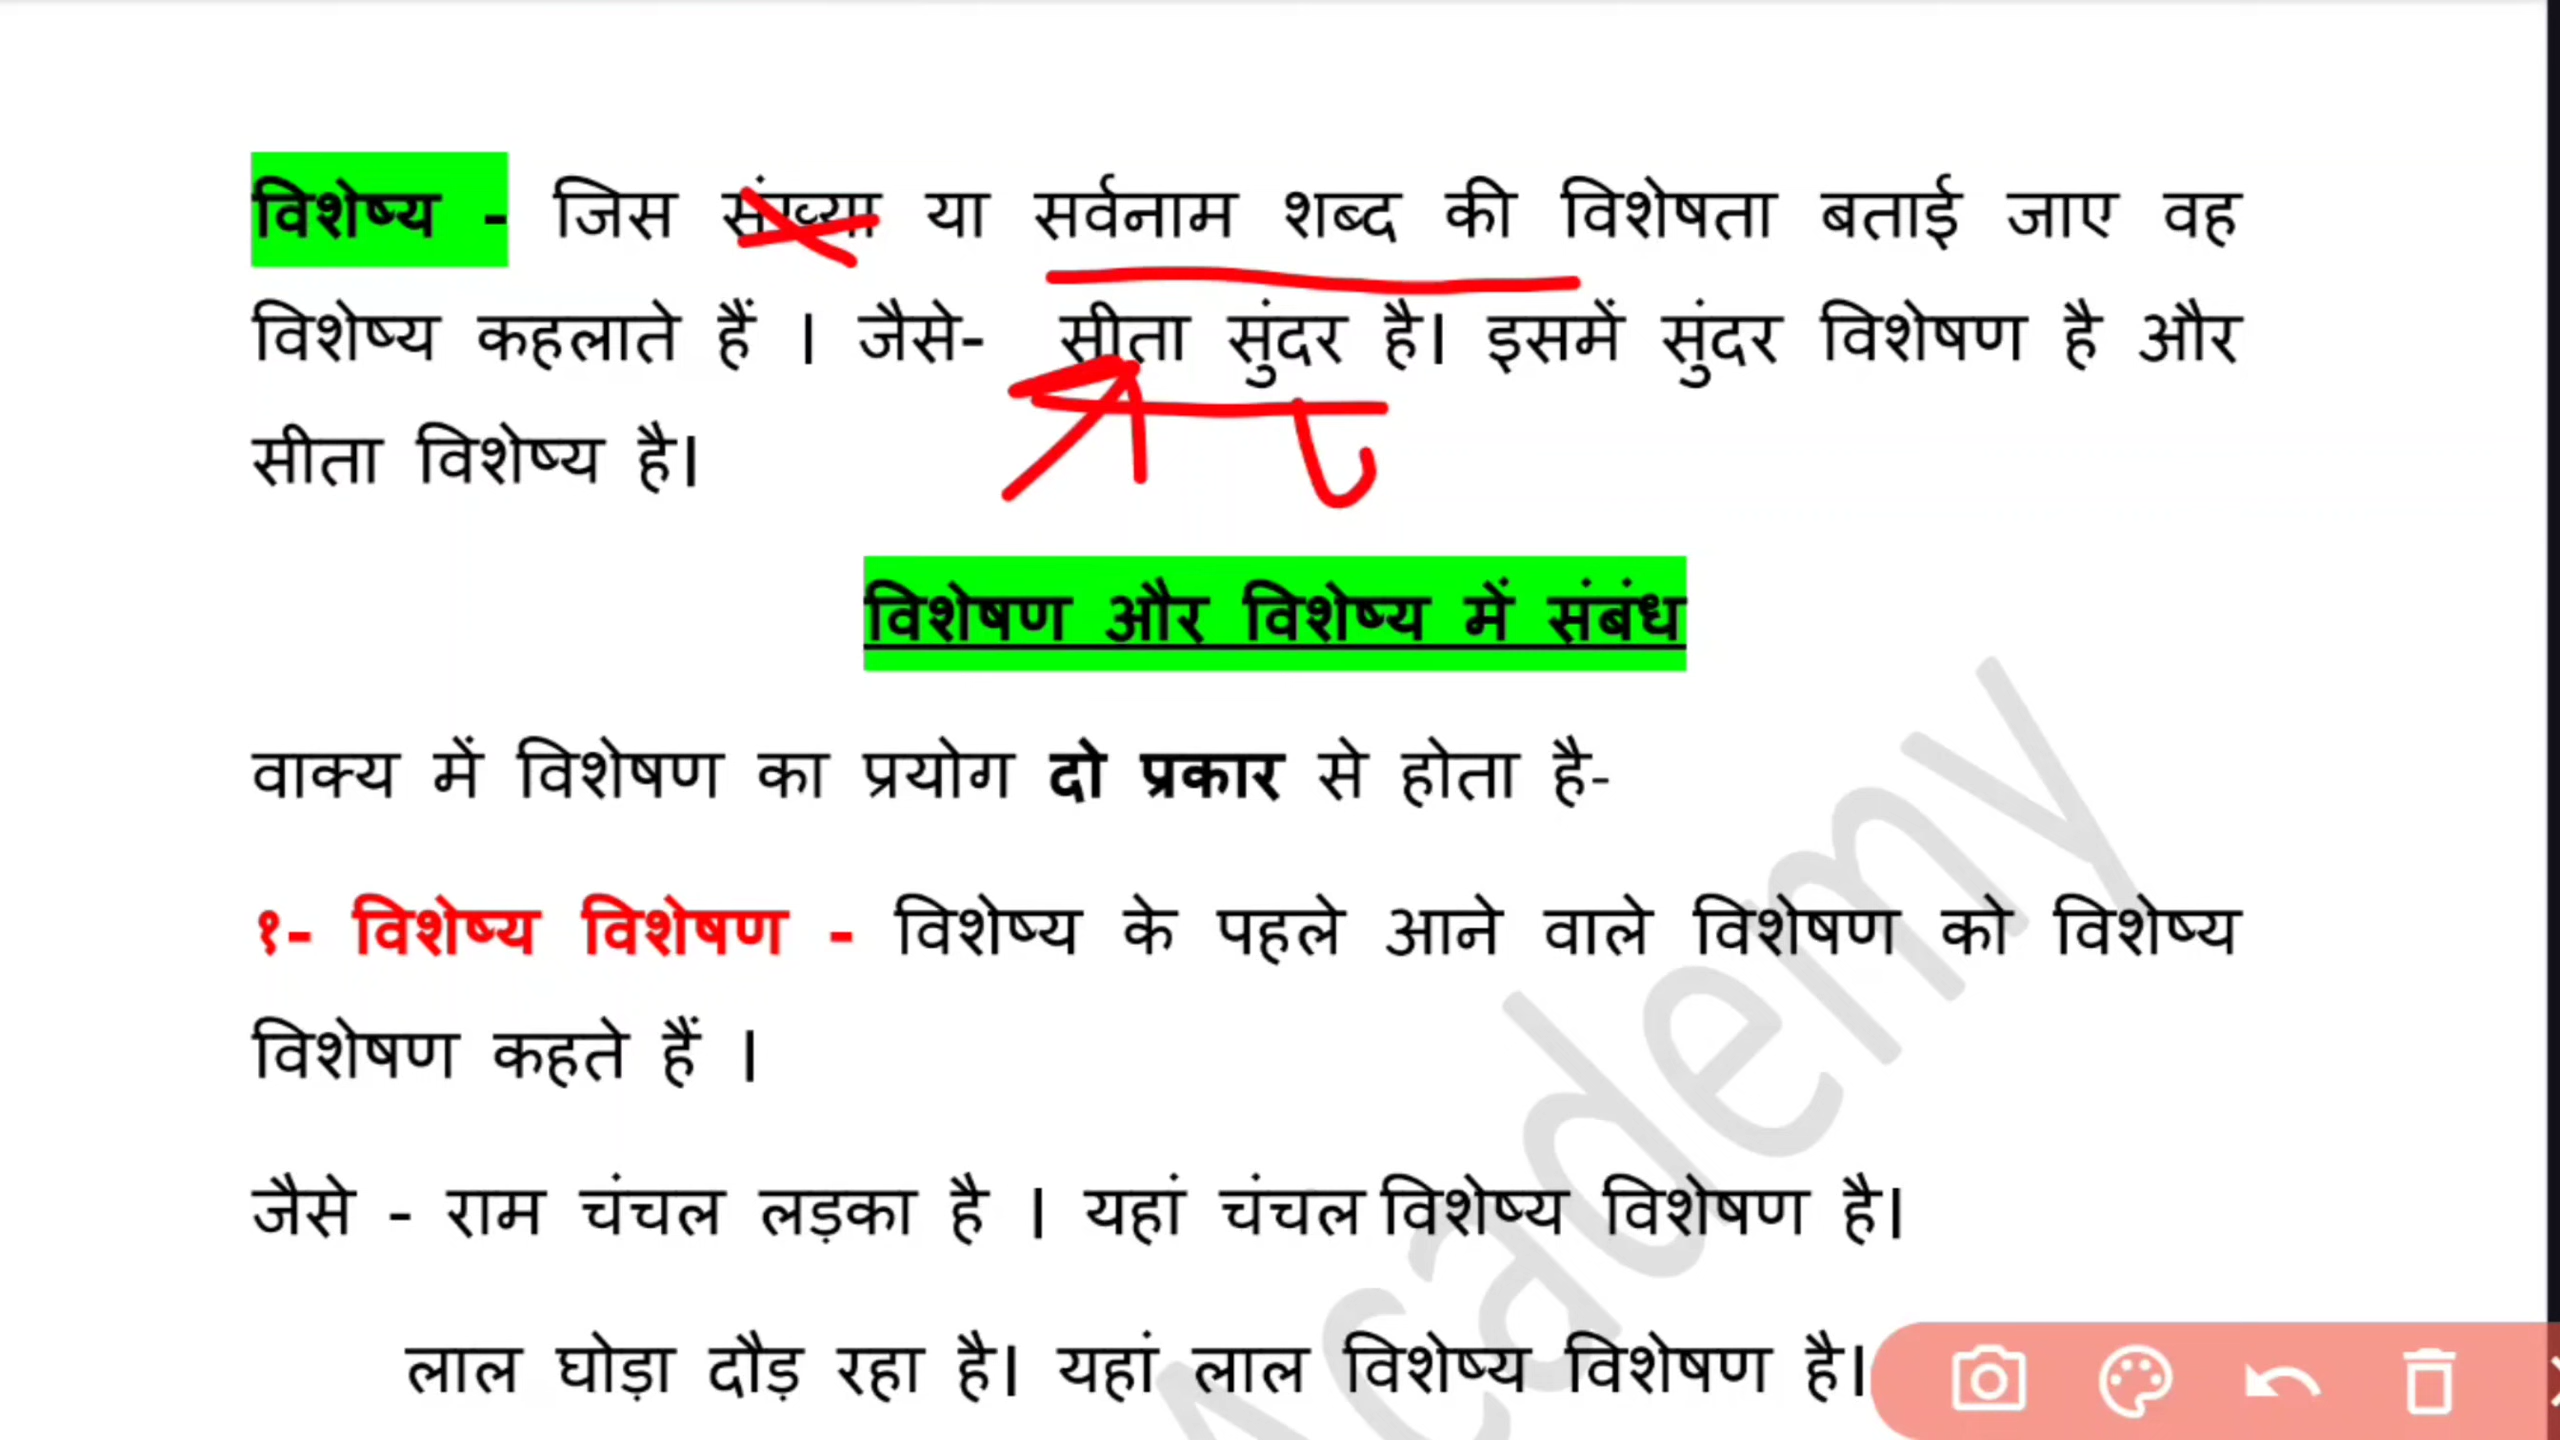 विशेष्य - जिस संख्या या सर्वनाम शब्द की विशेषता बताई जाए वह
विशेष्य कहलाते हैं । जैसे- सीता सुंदर है। इसमें सुंदर विशेषण है और
सीता विशेष्य है।
विशेषण और विशेष्य में संबंध
वाक्य में विशेषण का प्रयोग दो प्रकार से होता है-
१- विशेष्य विशेषण - विशेष्य के पहले आने वाले विशेषण को विशेष्य
विशेषण कहते हैं ।
जैसे - राम चंचल लड़का है । यहां चंचल विशेष्य विशेषण है।
लाल घोड़ा दौड़ रहा है। यहां लाल विशेष्य विशेषण है।
Academy